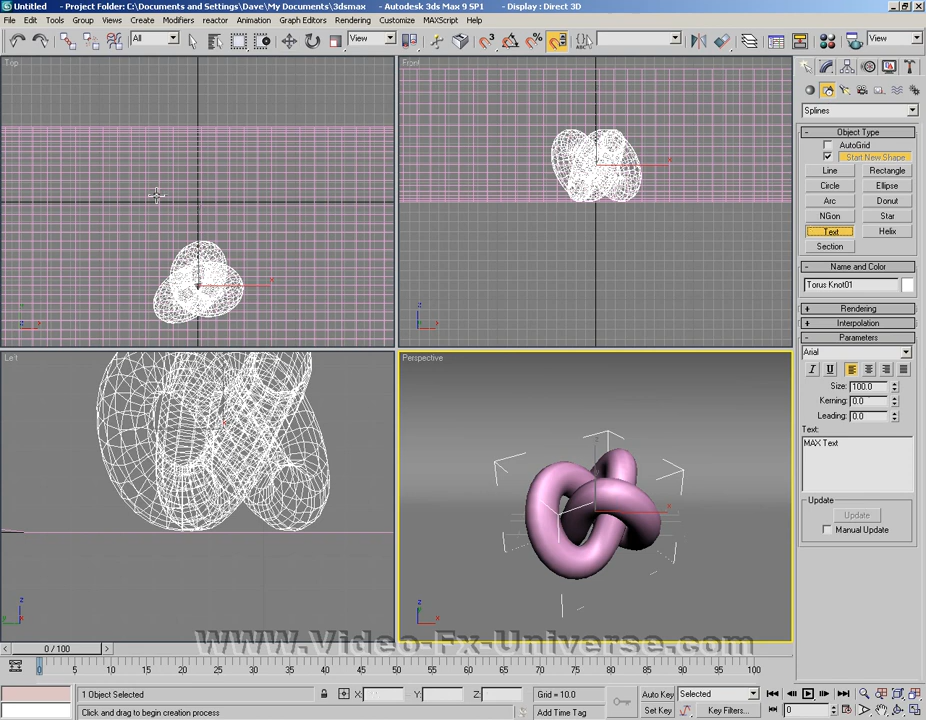 Untitled - Project Folder: C:\Documents and Settings\Dave\My Documents\3dsmax - Autodesk 3ds Max 9 SP1 - Display : Direct 3D
File Edit Tools Group Views Create Modifiers reactor Animation Graph Editors Rendering Customize MAXScript Help
All View View
Top Front
Splines
Object Type
AutoGrid
Start New Shape
Line Rectangle
Circle Ellipse
Arc Donut
NGon Star
Text Helix
Section
Name and Color
Torus Knot01
Rendering
Interpolation
Parameters
Arial
Size: 100.0
Kerning: 0.0
Leading: 0.0
Text:
MAX Text
Update
Update
Manual Update
Left Perspective
www.Video-Fx-Universe.com
0 / 100
0 5 10 15 20 25 30 35 40 45 50 55 60 65 70 75 80 85 90 95 100
1 Object Selected X: Y: Z: Grid = 10.0 Auto Key Selected
Click and drag to begin creation process Add Time Tag Set Key Key Filters... 0